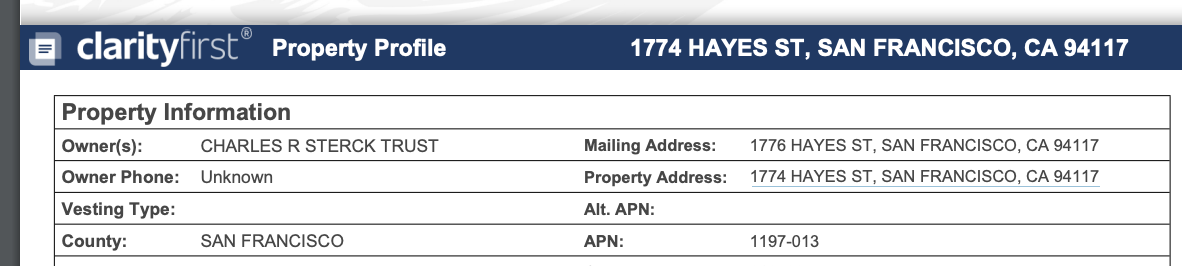 clarityfirst® Property Profile 1774 HAYES ST, SAN FRANCISCO, CA 94117
Property Information
Owner(s): CHARLES R STERCK TRUST Mailing Address: 1776 HAYES ST, SAN FRANCISCO, CA 94117
Owner Phone: Unknown Property Address: 1774 HAYES ST, SAN FRANCISCO, CA 94117
Vesting Type: Alt. APN:
County: SAN FRANCISCO APN: 1197-013